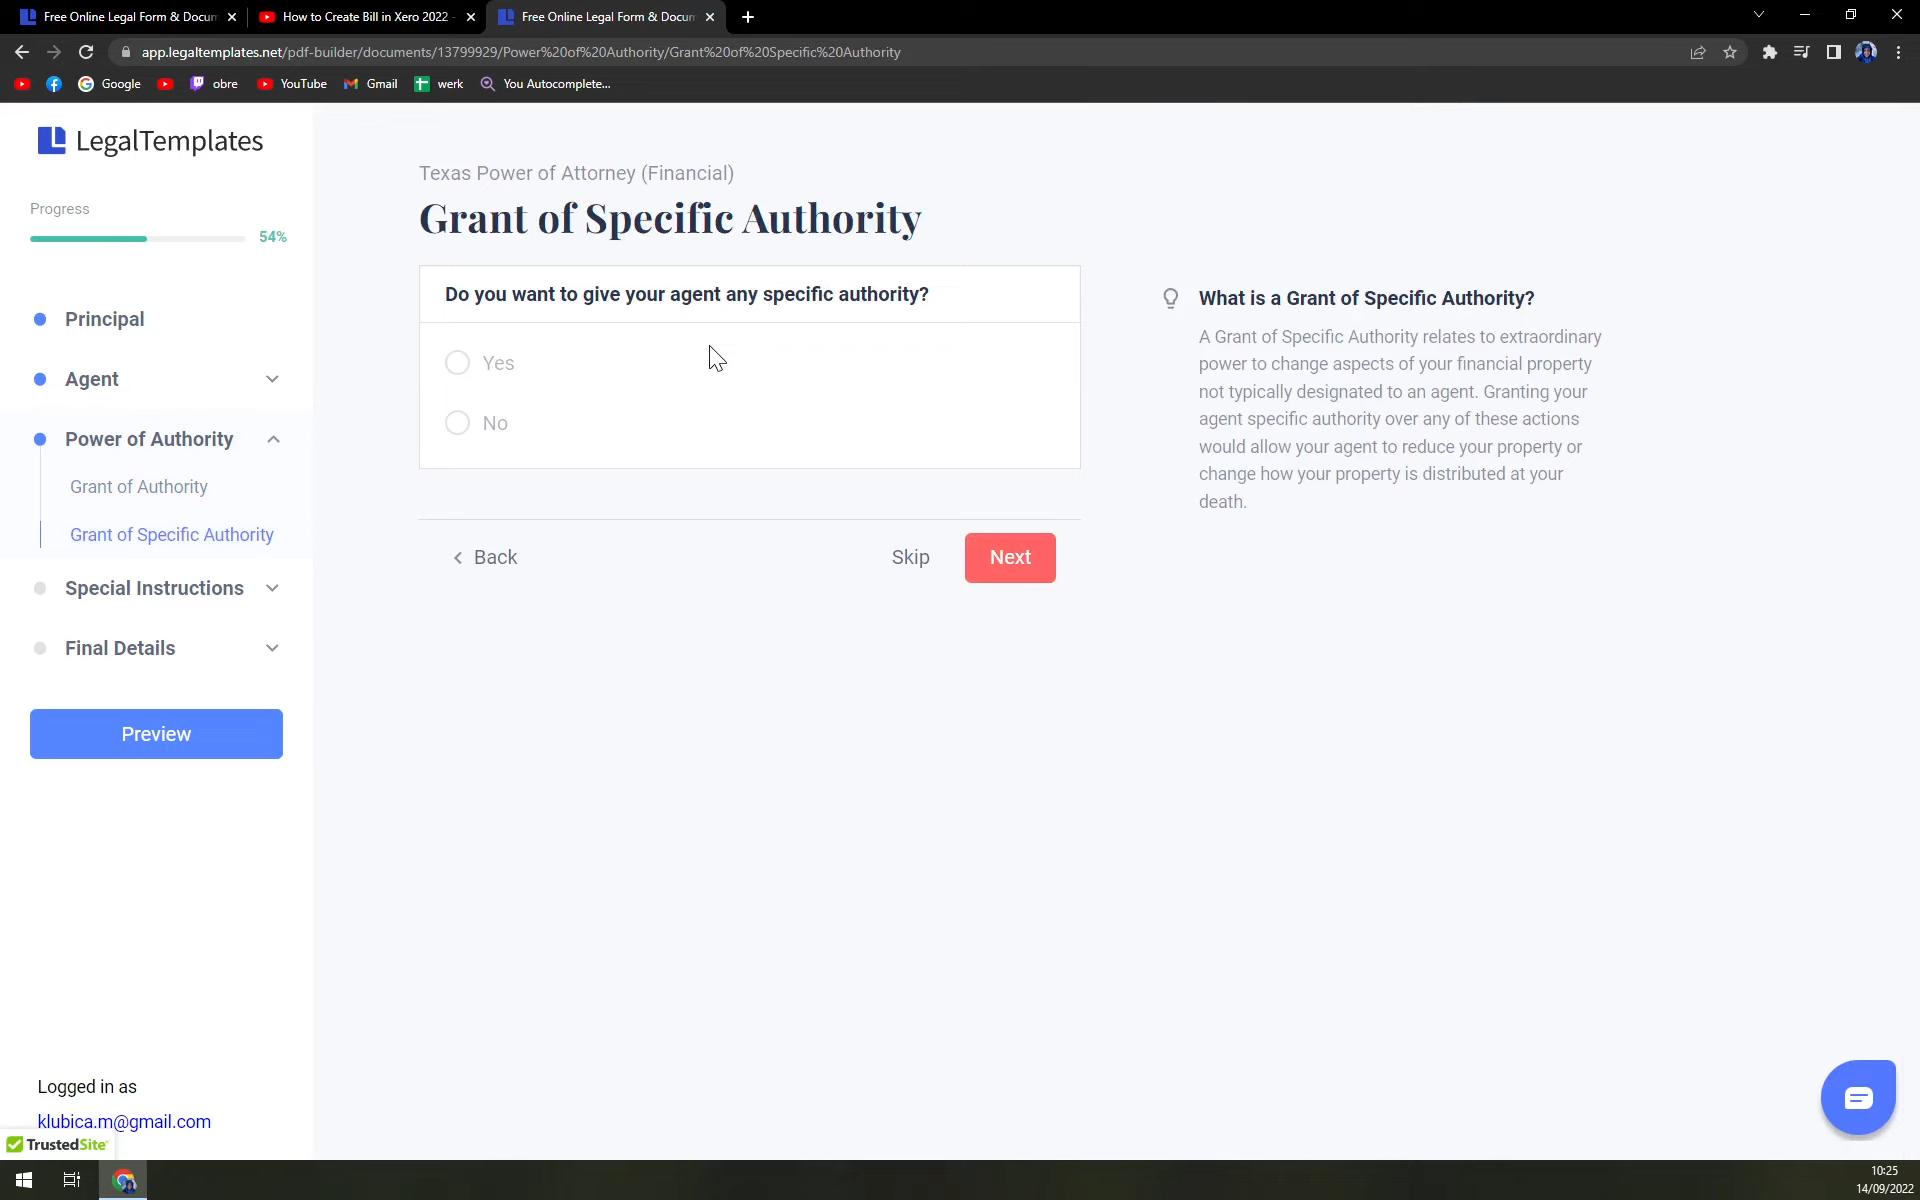 Free Online Legal Form & Docum
How to Create Bill in Xero 2022 -
Free Online Legal Form & Docum
app.legaltemplates.net/pdf-builder/documents/13799929/Power%20of%20Authority/Grant%20of%20Specific%20Authority
Google
obre
YouTube
Gmail
werk
You Autocomplete...
LegalTemplates
Progress
54%
Principal
Agent
Power of Authority
Grant of Authority
Grant of Specific Authority
Special Instructions
Final Details
Preview
Logged in as
klubica.m@gmail.com
TrustedSite
Texas Power of Attorney (Financial)
Grant of Specific Authority
Do you want to give your agent any specific authority?
Yes
No
Back
Skip
Next
What is a Grant of Specific Authority?
A Grant of Specific Authority relates to extraordinary
power to change aspects of your financial property
not typically designated to an agent. Granting your
agent specific authority over any of these actions
would allow your agent to reduce your property or
change how your property is distributed at your
death.
10:25
14/09/2022